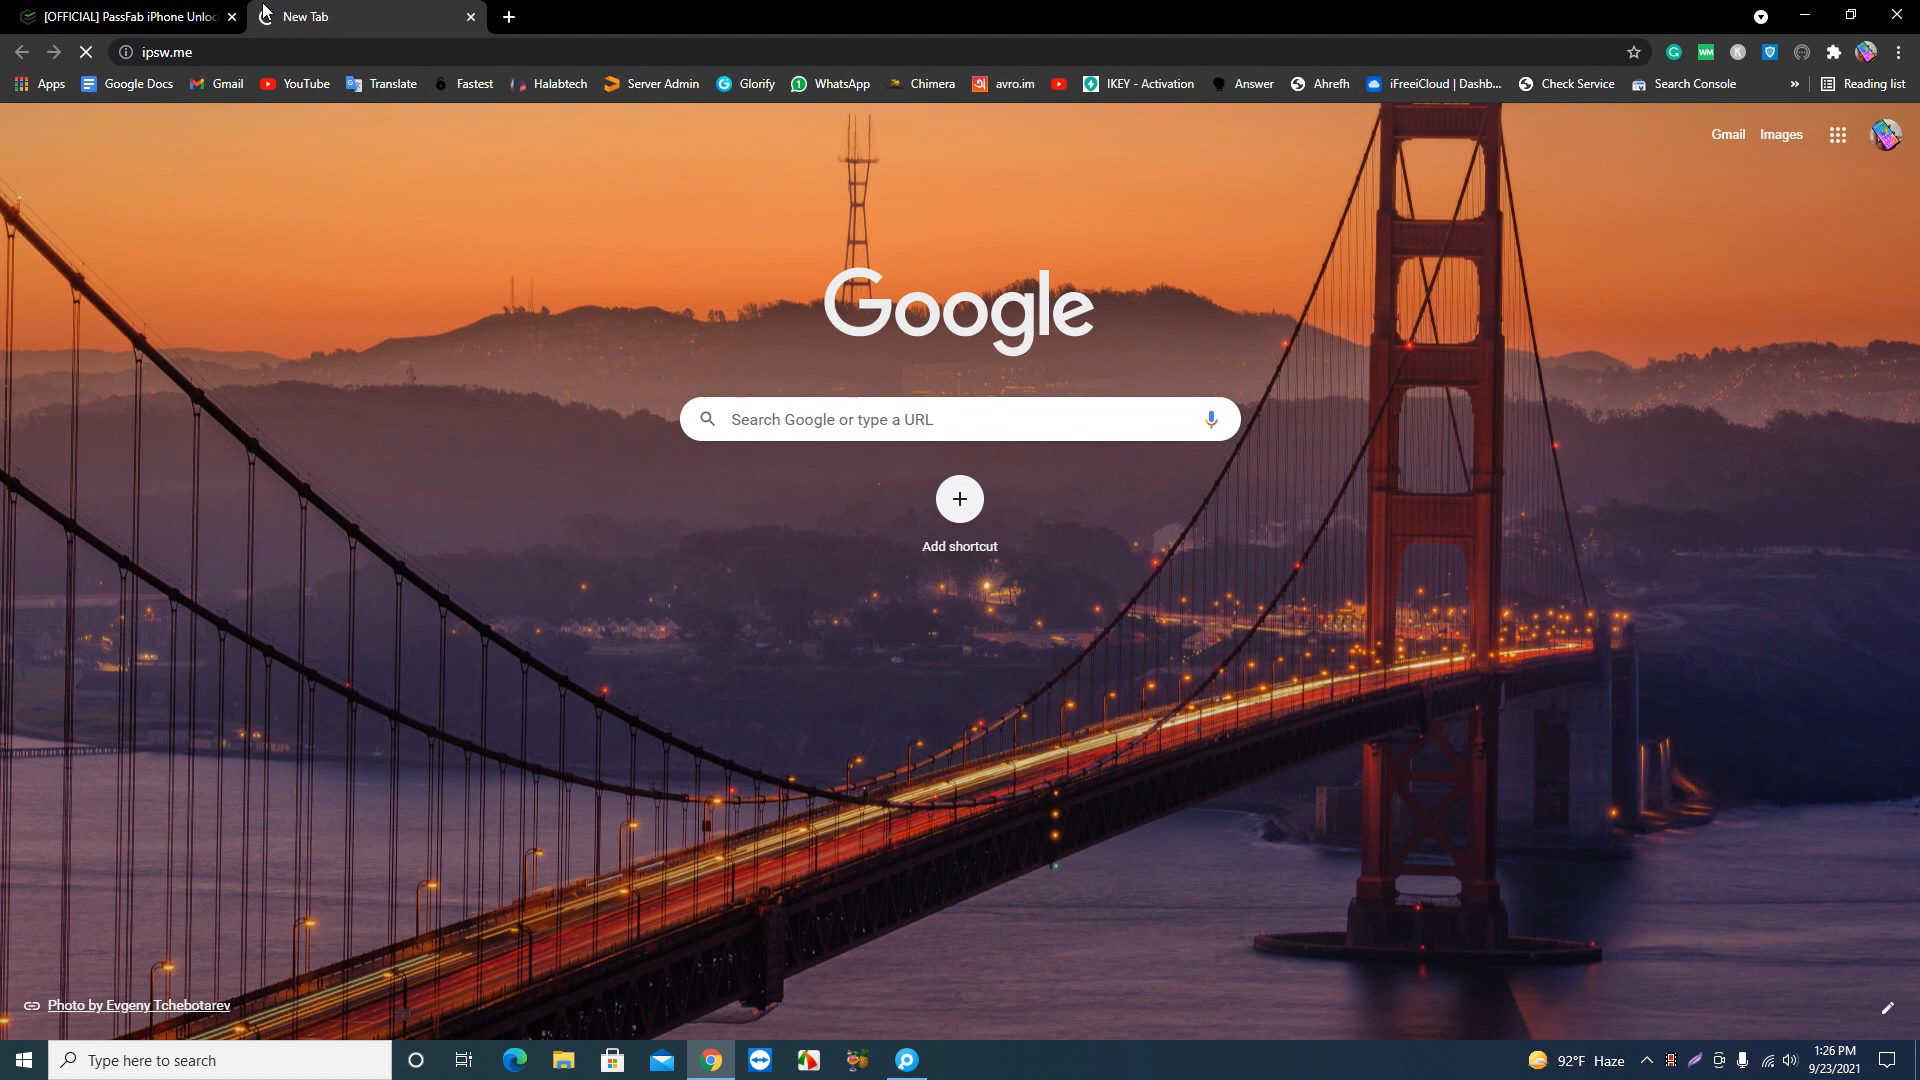 [OFFICIAL] PassFab iPhone Unloc
New Tab
ipsw.me
Apps
Google Docs
Gmail
YouTube
Translate
Fastest
Halabtech
Server Admin
Glorify
WhatsApp
Chimera
avro.im
IKEY - Activation
Answer
Ahrefh
iFreeiCloud | Dashb...
Check Service
Search Console
»
Reading list
Gmail
Images
Google
Search Google or type a URL
Add shortcut
Photo by Evgeny Tchebotarev
Type here to search
92°F Haze
1:26 PM
9/23/2021